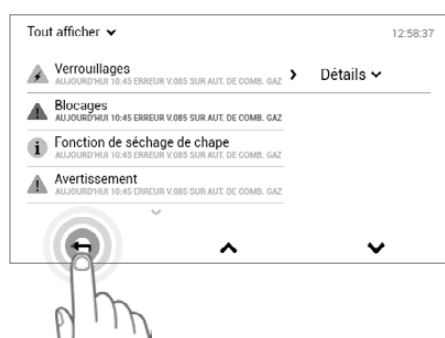 Tout afficher
12:58:37
Verrouillages
AUJOURD'HUI 10:45 ERREUR V.085 SUR AUT. DE COMB. GAZ
Détails
Blocages
AUJOURD'HUI 10:45 ERREUR V.085 SUR AUT. DE COMB. GAZ
Fonction de séchage de chape
AUJOURD'HUI 10:45 ERREUR V.085 SUR AUT. DE COMB. GAZ
Avertissement
AUJOURD'HUI 10:45 ERREUR V.085 SUR AUT. DE COMB. GAZ